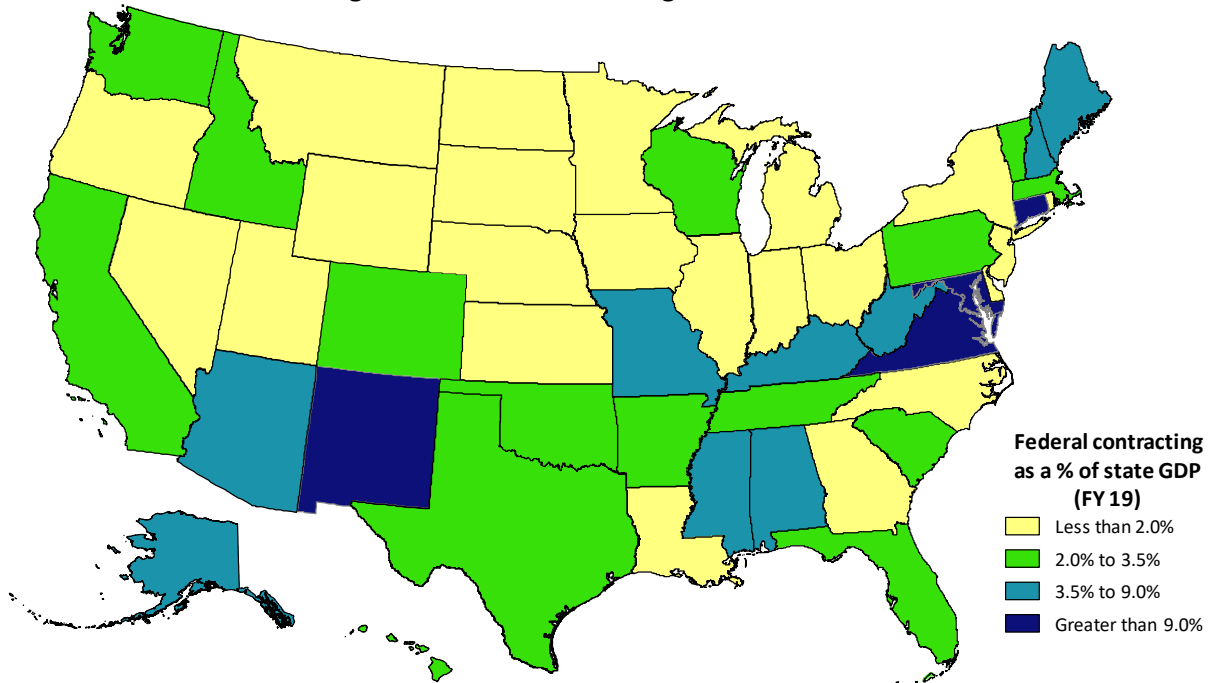 Federal contracting
as a % of state GDP
(FY 19)
Less than 2.0%
2.0% to 3.5%
3.5% to 9.0%
Greater than 9.0%